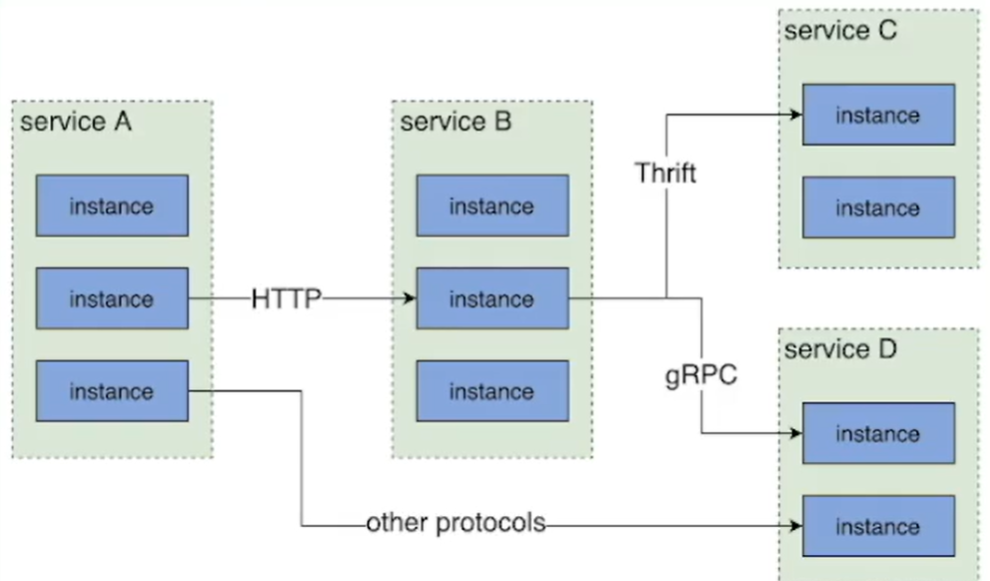 service A
instance
instance
instance
HTTP
service B
instance
instance
instance
Thrift
gRPC
other protocols
service C
instance
instance
service D
instance
instance